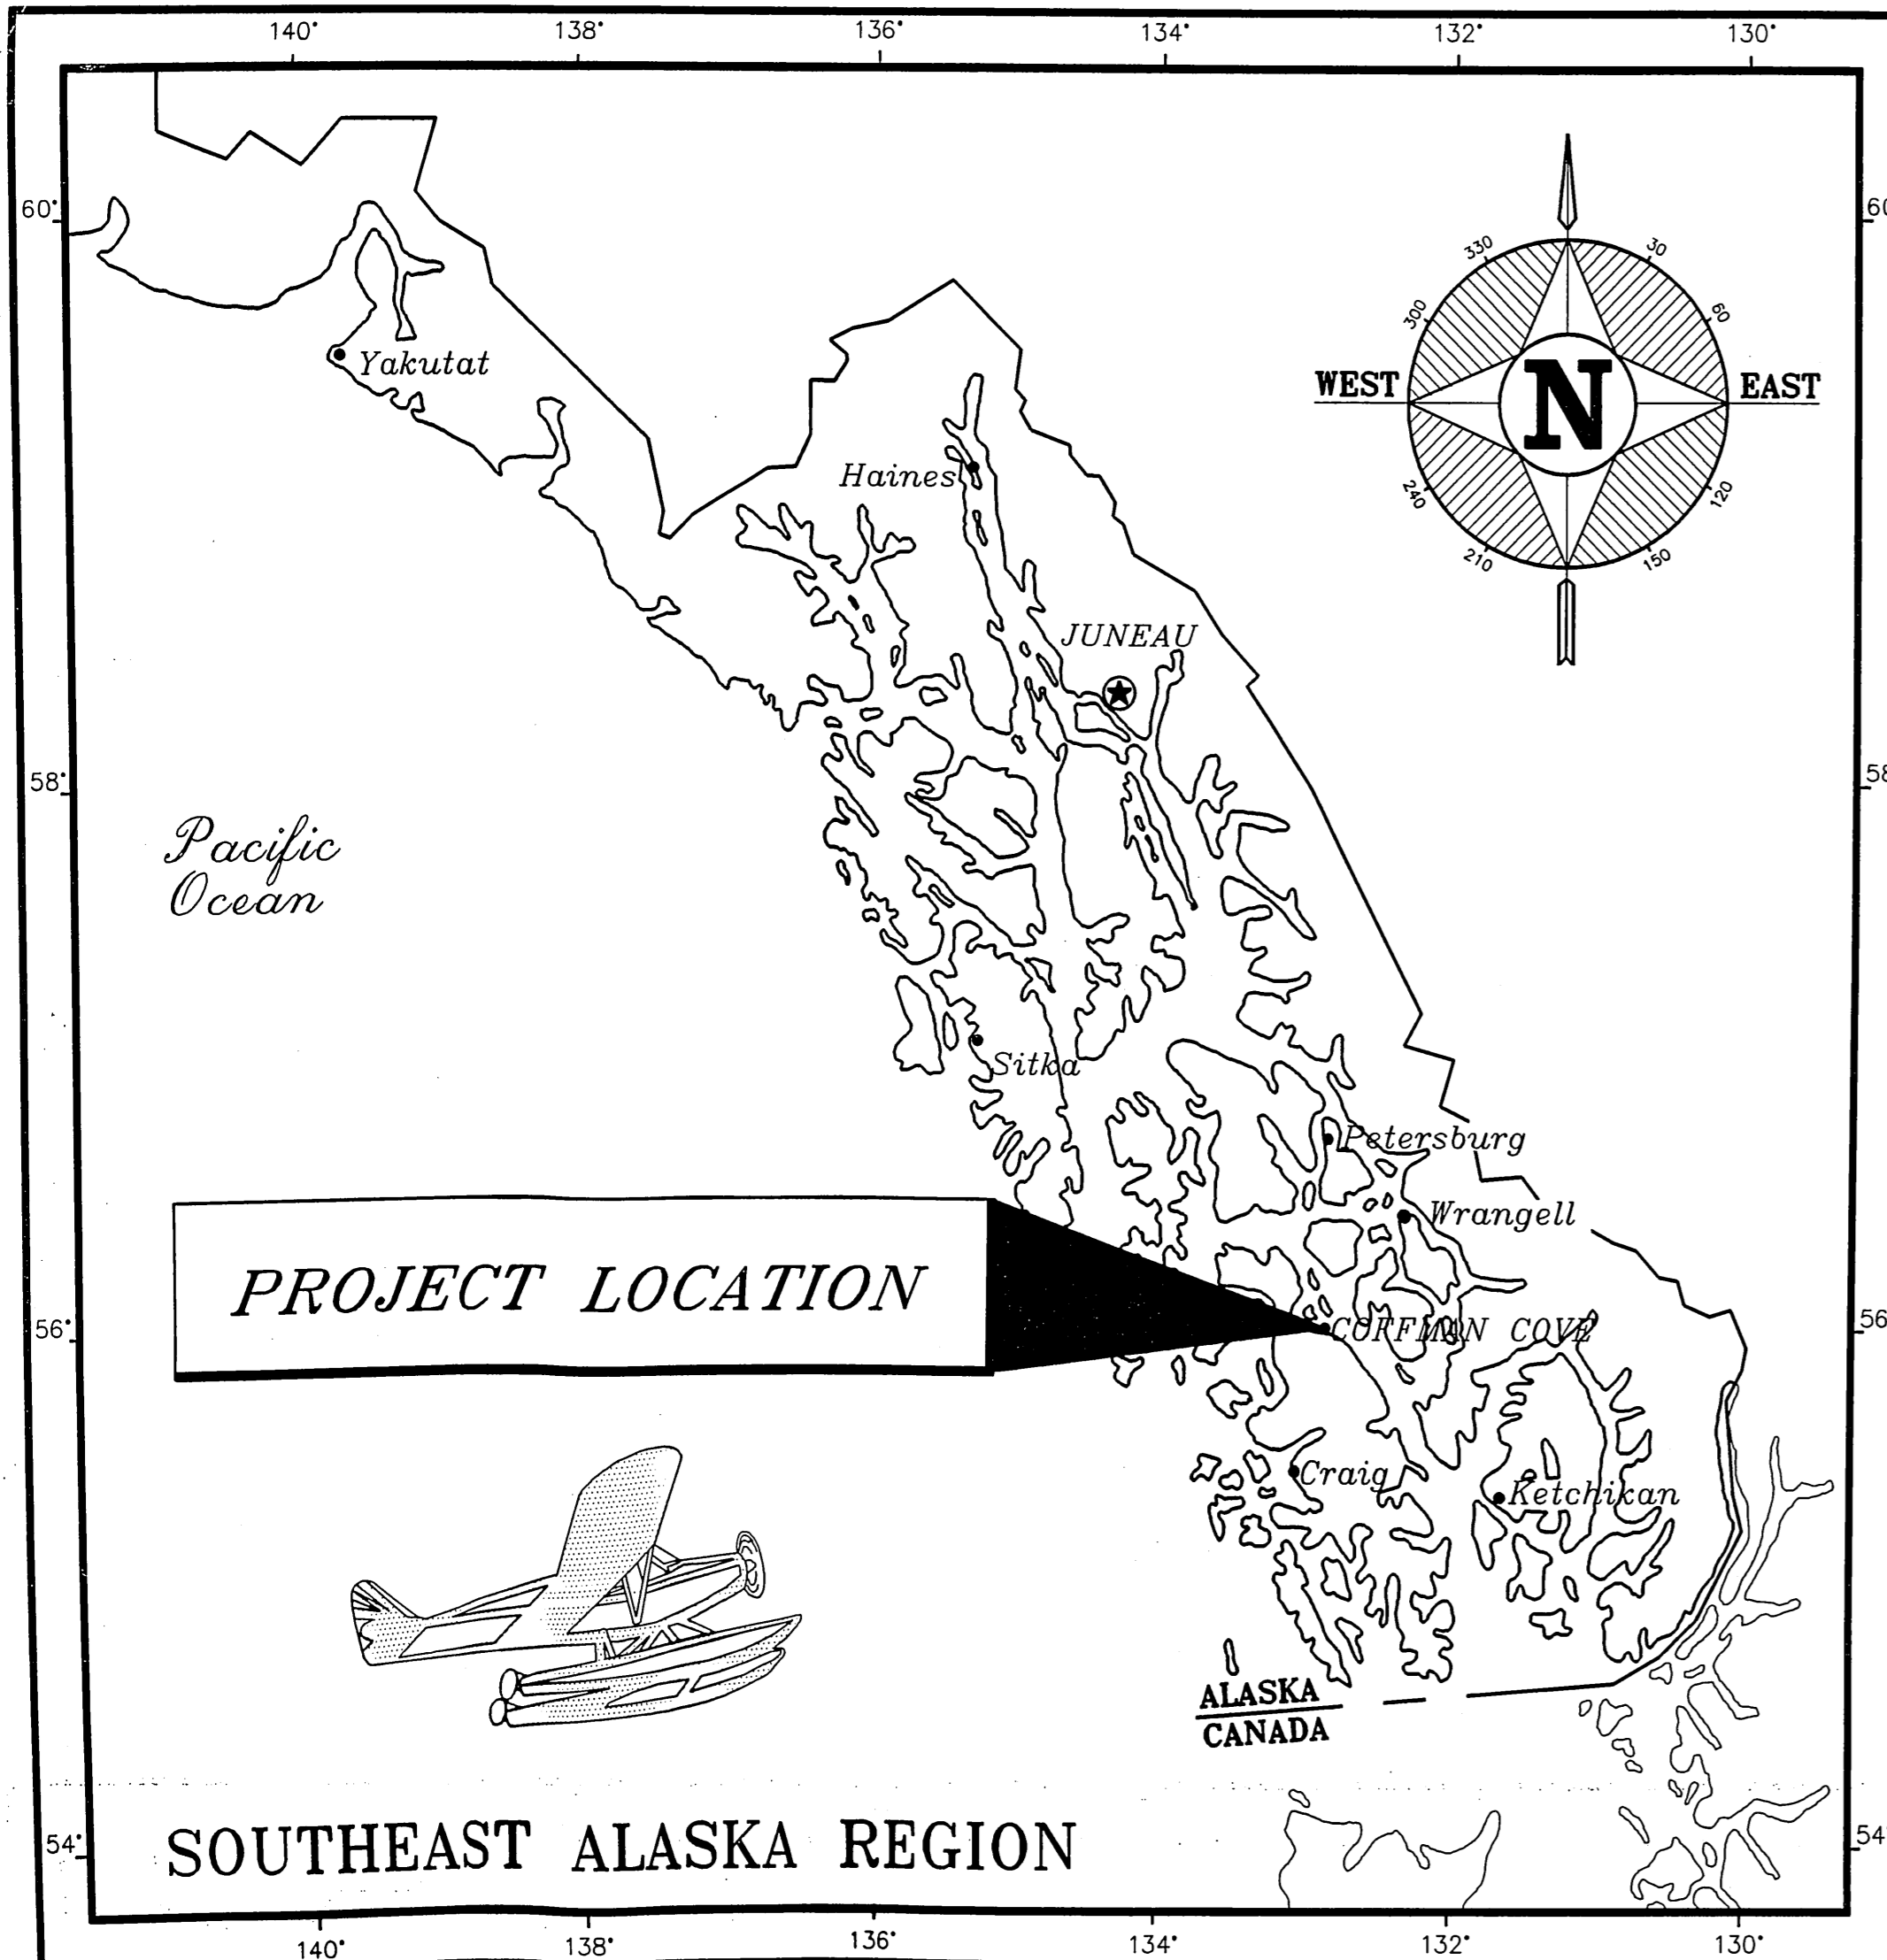 140° 138° 136° 134° 132° 130°
60° 60
330 30
300 60
Yakutat
WEST N EAST
Haines
240 120
210 150
JUNEAU
58° 58
Pacific
Ocean
Sitka
Petersburg
Wrangell
PROJECT LOCATION
56° COFFMAN COVE 56
Craig
Ketchikan
ALASKA
CANADA
SOUTHEAST ALASKA REGION
54° 54°
140° 138° 136° 134° 132° 130°